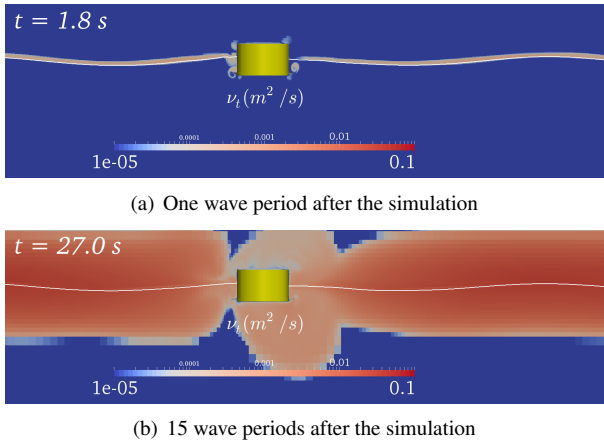 t = 1.8 s
ν_t(m² /s)
0.0001 0.001 0.01
1e-05 0.1
(a) One wave period after the simulation
t = 27.0 s
ν_t(m² /s)
0.0001 0.001 0.01
1e-05 0.1
(b) 15 wave periods after the simulation